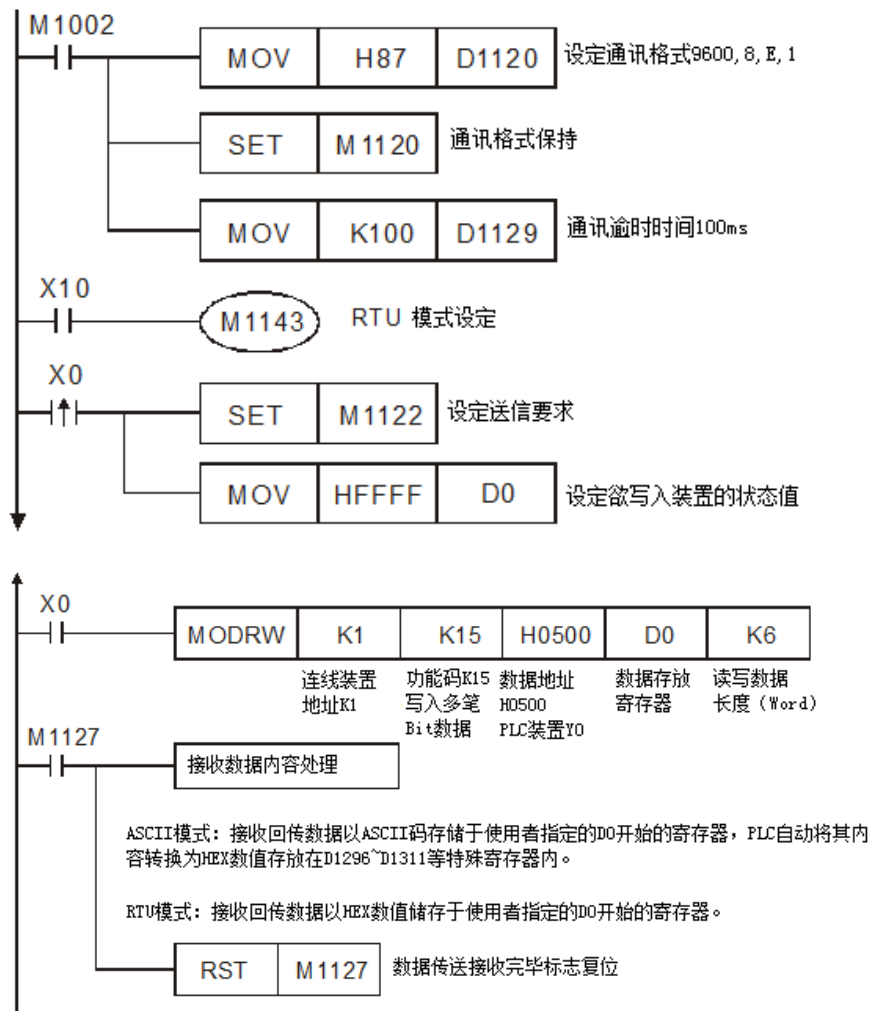 M1002
MOV H87 D1120 设定通讯格式9600,8,E,1
SET M1120 通讯格式保持
MOV K100 D1129 通讯逾时时间100ms
X10
M1143 RTU 模式设定
X0
SET M1122 设定送信要求
MOV HFFFF D0 设定欲写入装置的状态值
X0
MODRW K1 K15 H0500 D0 K6
连线装置 功能码K15 数据地址 数据存放 读写数据
地址K1 写入多笔 H0500 寄存器 长度（Word）
Bit数据 PLC装置Y0
M1127
接收数据内容处理
ASCII模式：接收回传数据以ASCII码存储于使用者指定的D0开始的寄存器，PLC自动将其内
容转换为HEX数值存放在D1296~D1311等特殊寄存器内。
RTU模式：接收回传数据以HEX数值储存于使用者指定的D0开始的寄存器。
RST M1127 数据传送接收完毕标志复位